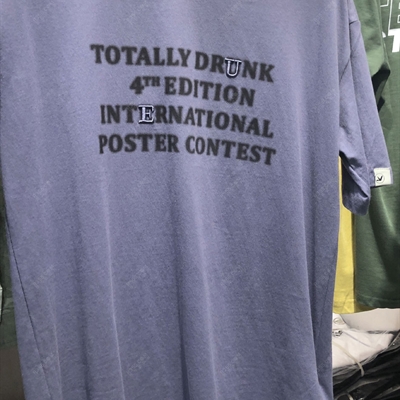 TOTALLY DRUNK
4TH EDITION
INTERNATIONAL
POSTER CONTEST